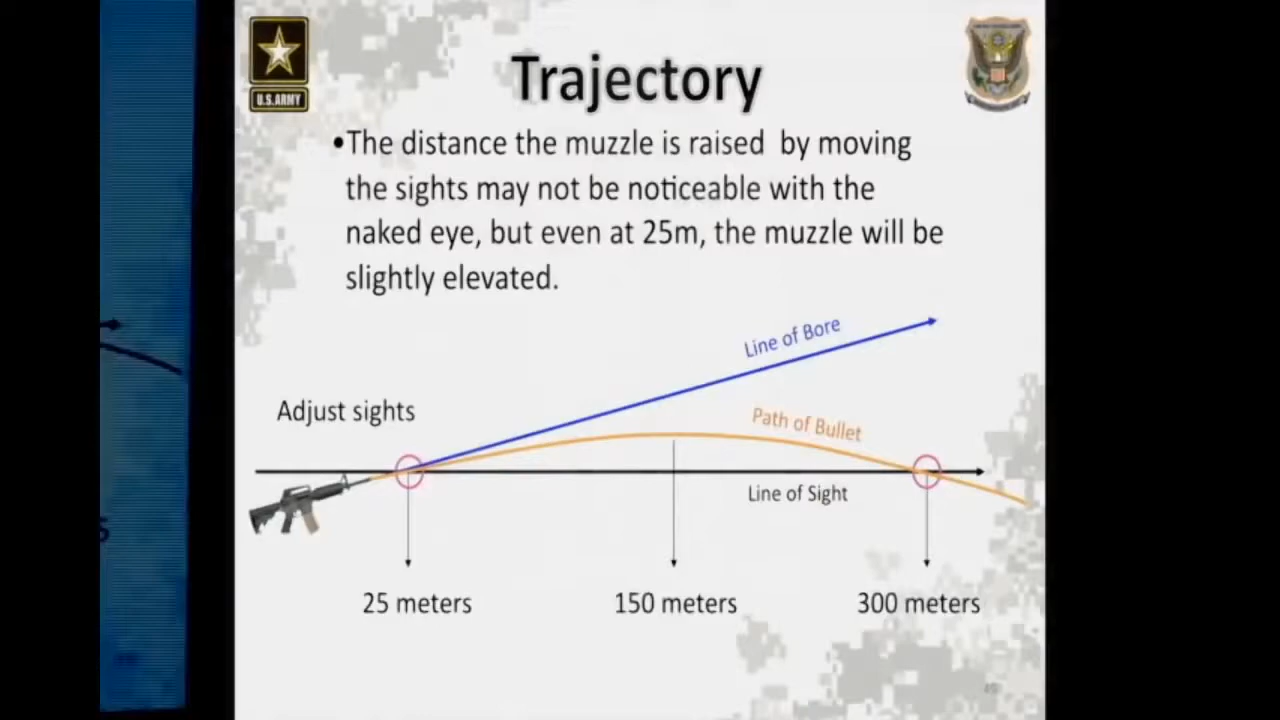 U.S.ARMY
Trajectory
•The distance the muzzle is raised by moving
the sights may not be noticeable with the
naked eye, but even at 25m, the muzzle will be
slightly elevated.
Line of Bore
Adjust sights
Path of Bullet
Line of Sight
25 meters
150 meters
300 meters